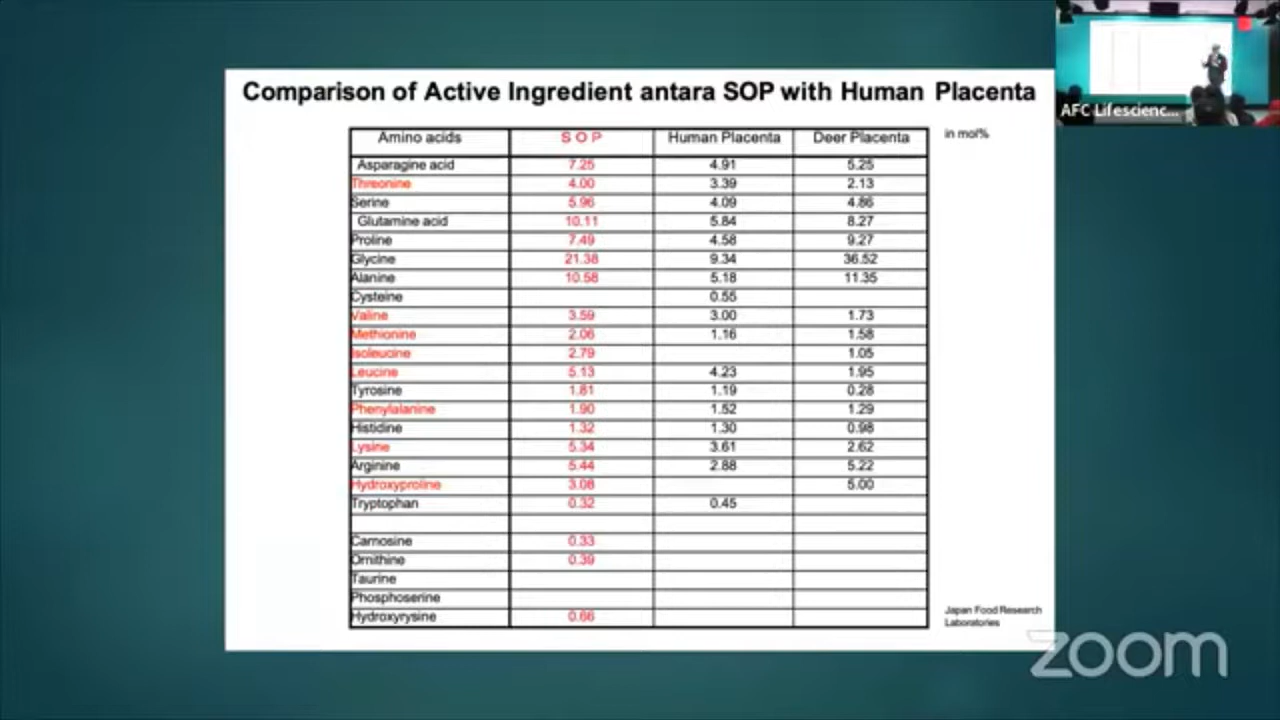 Comparison of Active Ingredient antara SOP with Human Placenta
AFC Lifescienc...
Amino acids S O P Human Placenta Deer Placenta in mol%
Asparagine acid 7.25 4.91 5.25
Threonine 4.00 3.39 2.13
Serine 5.96 4.09 4.86
Glutamine acid 10.11 5.84 8.27
Proline 7.49 4.58 9.27
Glycine 21.38 9.34 36.52
Alanine 10.58 5.18 11.35
Cysteine 0.55
Valine 3.59 3.00 1.73
Methionine 2.06 1.16 1.58
Isoleucine 2.79 1.05
Leucine 5.13 4.23 1.95
Tyrosine 1.81 1.19 0.28
Phenylalanine 1.90 1.52 1.29
Histidine 1.32 1.30 0.98
Lysine 5.34 3.61 2.62
Arginine 5.44 2.88 5.22
Hydroxyproline 3.08 5.00
Tryptophan 0.32 0.45
Carnosine 0.33
Ornithine 0.39
Taurine
Phosphoserine
Hydroxyrysine 0.66
Japan Food Research
Laboratories
zoom